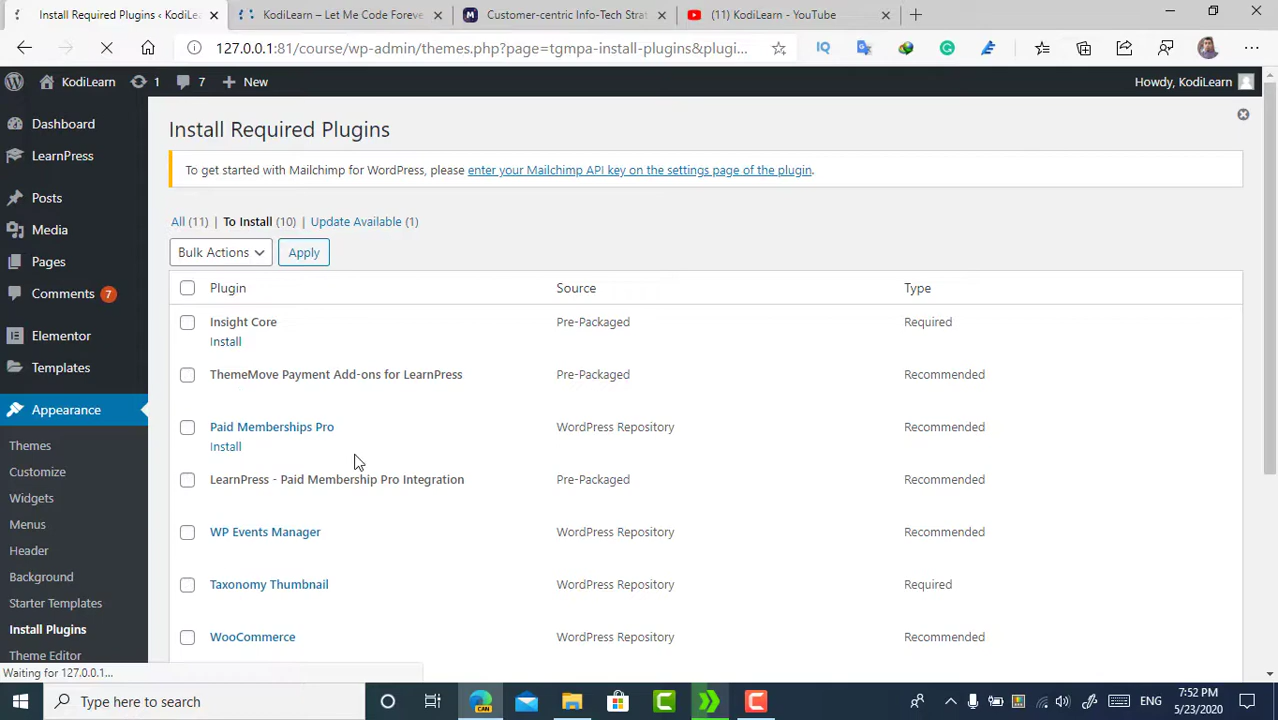 Install Required Plugins ‹ KodiLe
KodiLearn – Let Me Code Foreve
Customer-centric Info-Tech Strat
(11) KodiLearn - YouTube
127.0.0.1:81/course/wp-admin/themes.php?page=tgmpa-install-plugins&plugi...
KodiLearn
1
7
New
Howdy, KodiLearn
Dashboard
LearnPress
Posts
Media
Pages
Comments 7
Elementor
Templates
Appearance
Themes
Customize
Widgets
Menus
Header
Background
Starter Templates
Install Plugins
Theme Editor
Install Required Plugins
To get started with Mailchimp for WordPress, please enter your Mailchimp API key on the settings page of the plugin.
All (11) | To Install (10) | Update Available (1)
Bulk Actions Apply
Plugin Source Type
Insight Core Pre-Packaged Required
Install
ThemeMove Payment Add-ons for LearnPress Pre-Packaged Recommended
Paid Memberships Pro WordPress Repository Recommended
Install
LearnPress - Paid Membership Pro Integration Pre-Packaged Recommended
WP Events Manager WordPress Repository Recommended
Taxonomy Thumbnail WordPress Repository Required
WooCommerce WordPress Repository Recommended
Waiting for 127.0.0.1...
Type here to search
CAN
ENG
7:52 PM
5/23/2020